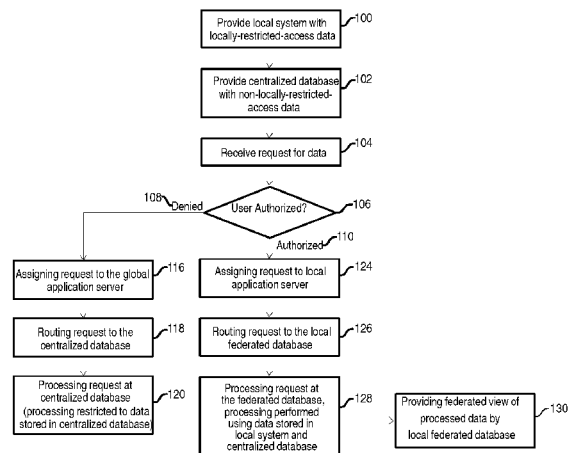 Provide local system with
locally-restricted-access data
100
Provide centralized database
with non-locally-restricted-
access data
102
Receive request for data
104
User Authorized?
106
108
Denied
110
Authorized
Assigning request to the global
application server
116
Assigning request to local
application server
124
Routing request to the
centralized database
118
Routing request to the local
federated database
126
Processing request at
centralized database
(processing restricted to data
stored in centralized database)
120
Processing request at
the federated database,
processing performed
using data stored in
local system and
centralized database
128
Providing federated view of
processed data by
local federated database
130